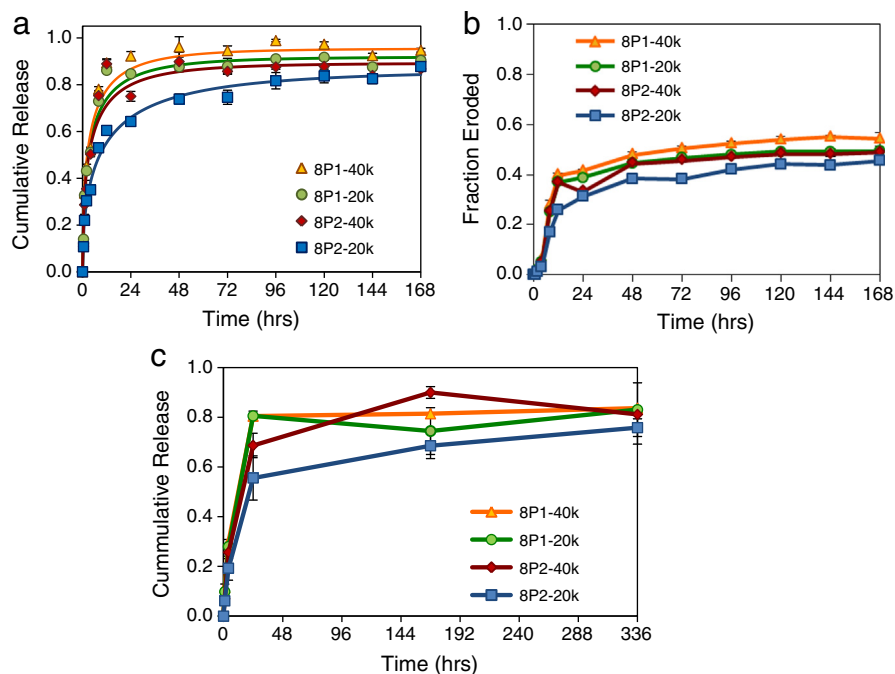 a
Cumulative Release
1.0
0.8
0.6
0.4
0.2
0.0
0 24 48 72 96 120 144 168
Time (hrs)
8P1-40k
8P1-20k
8P2-40k
8P2-20k
b
Fraction Eroded
1.0
0.8
0.6
0.4
0.2
0.0
0 24 48 72 96 120 144 168
Time (hrs)
8P1-40k
8P1-20k
8P2-40k
8P2-20k
c
Cummulative Release
1.0
0.8
0.6
0.4
0.2
0.0
0 48 96 144 192 240 288 336
Time (hrs)
8P1-40k
8P1-20k
8P2-40k
8P2-20k